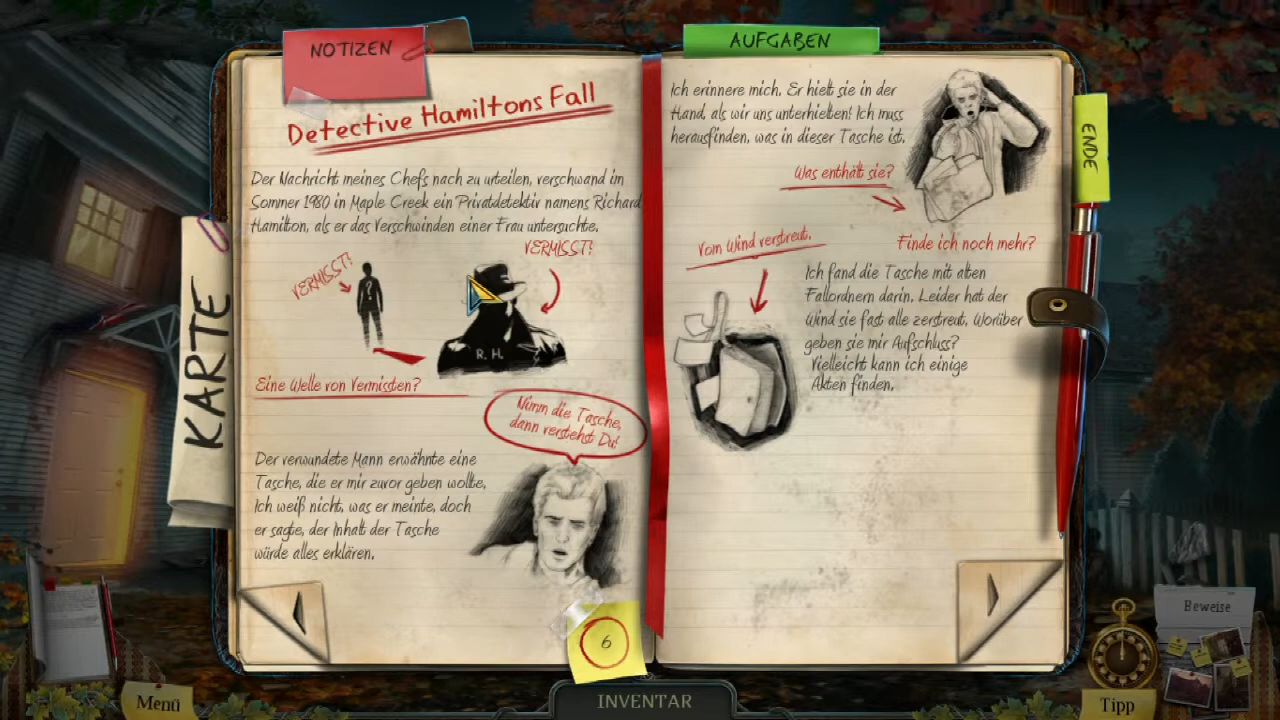 NOTIZEN
Detective Hamiltons Fall
Der Nachricht meines Chefs nach zu urteilen, verschwand im
Sommer 1980 in Maple Creek ein Privatdetektiv namens Richard
Hamilton, als er das Verschwinden einer Frau untersuchte.
VERMISST!
VERMISST!
?
R. H.
Eine Welle von Vermissten?
Nimm die Tasche,
dann verstehst Du!
Der verwundete Mann erwähnte eine
Tasche, die er mir zuvor geben wollte.
Ich weiß nicht, was er meinte, doch
er sagte, der Inhalt der Tasche
würde alles erklären.
6
AUFGABEN
Ich erinnere mich. Er hielt sie in der
Hand, als wir uns unterhielten! Ich muss
herausfinden, was in dieser Tasche ist.
Was enthält sie?
Vom Wind verstreut.
Finde ich noch mehr?
Ich fand die Tasche mit alten
Fallordnern darin. Leider hat der
Wind sie fast alle zerstreut. Worüber
geben sie mir Aufschluss?
Vielleicht kann ich einige
Akten finden.
ENDE
KARTE
Menü
INVENTAR
Tipp
Beweise